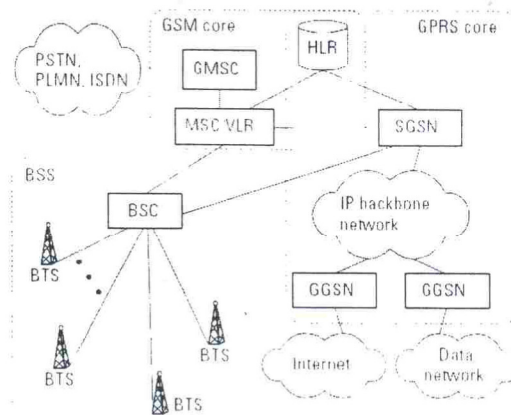 GSM core
GPRS core
HLR
PSTN,
PLMN, ISDN
GMSC
MSC VLR
SGSN
BSS
BSC
IP backbone
network
BTS
GGSN
GGSN
BTS
BTS
BTS
Internet
Data
network